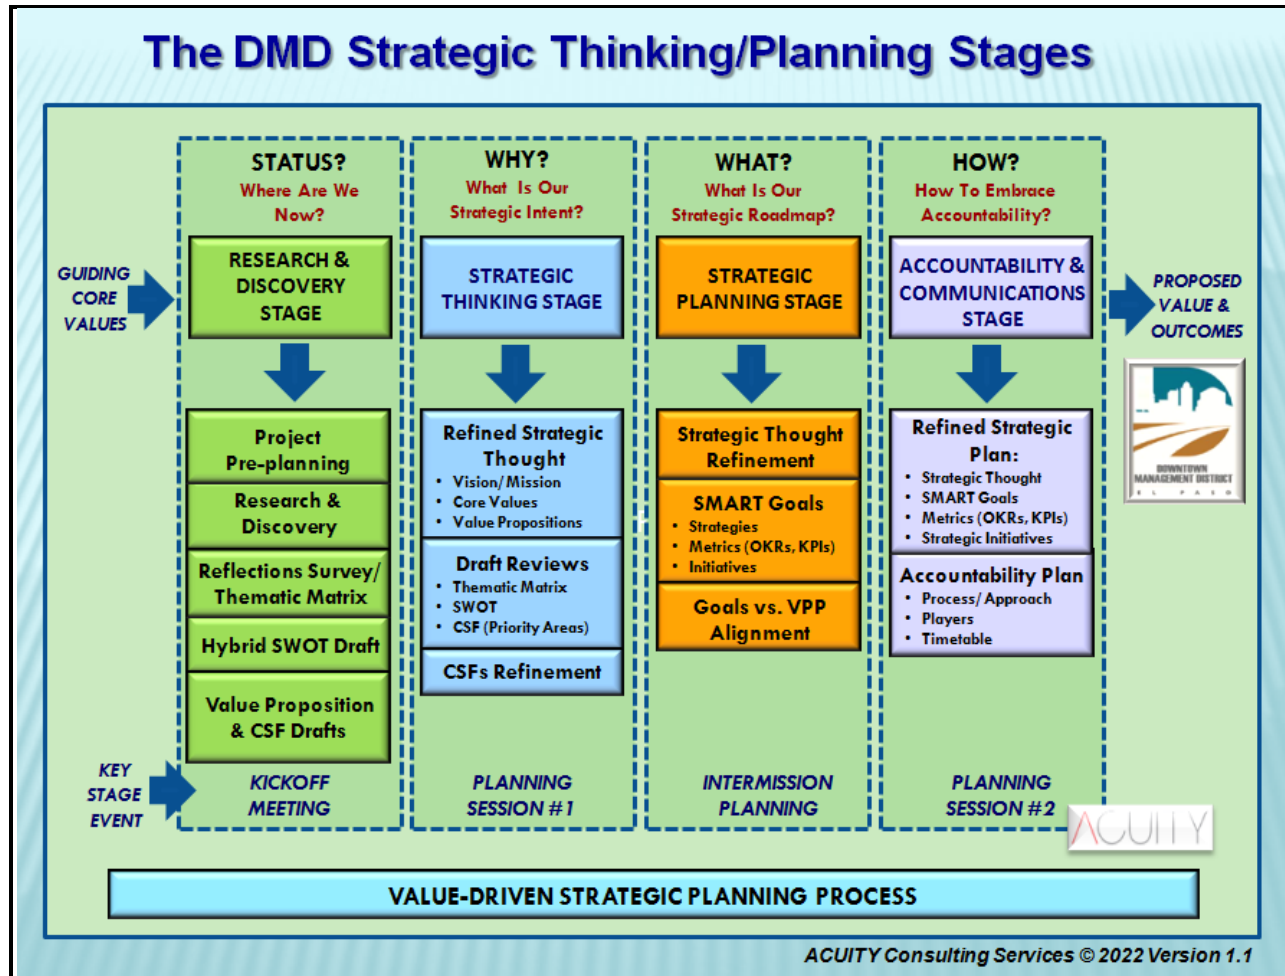 The DMD Strategic Thinking/Planning Stages
GUIDING
CORE
VALUES
STATUS?
Where Are We
Now?
RESEARCH &
DISCOVERY
STAGE
Project
Pre-planning
Research &
Discovery
Reflections Survey/
Thematic Matrix
Hybrid SWOT Draft
Value Proposition
& CSF Drafts
KICKOFF
MEETING
WHY?
What Is Our
Strategic Intent?
STRATEGIC
THINKING STAGE
Refined Strategic
Thought
• Vision/ Mission
• Core Values
• Value Propositions
Draft Reviews
• Thematic Matrix
• SWOT
• CSF (Priority Areas)
CSFs Refinement
PLANNING
SESSION #1
WHAT?
What Is Our
Strategic Roadmap?
STRATEGIC
PLANNING STAGE
Strategic Thought
Refinement
SMART Goals
• Strategies
• Metrics (OKRs, KPIs)
• Initiatives
Goals vs. VPP
Alignment
INTERMISSION
PLANNING
HOW?
How To Embrace
Accountability?
ACCOUNTABILITY &
COMMUNICATIONS
STAGE
Refined Strategic
Plan:
• Strategic Thought
• SMART Goals
• Metrics (OKRs, KPIs)
• Strategic Initiatives
Accountability Plan
• Process/ Approach
• Players
• Timetable
PLANNING
SESSION #2
PROPOSED
VALUE &
OUTCOMES
DOWNTOWN
MANAGEMENT DISTRICT
EL PASO
KEY
STAGE
EVENT
ACUITY
VALUE-DRIVEN STRATEGIC PLANNING PROCESS
ACUITY Consulting Services © 2022 Version 1.1